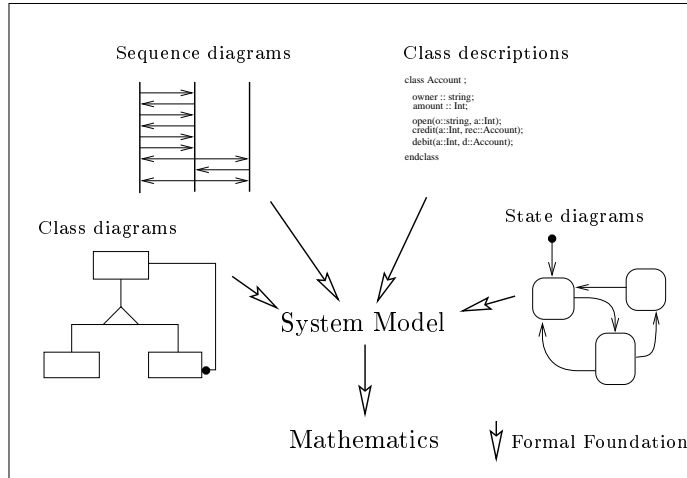 Sequence diagrams
Class descriptions
class Account ;
owner :: string;
amount :: Int;
open(o::string, a::Int);
credit(a::Int, rec::Account);
debit(a::Int, d::Account);
endclass
Class diagrams
State diagrams
System Model
Mathematics
Formal Foundation